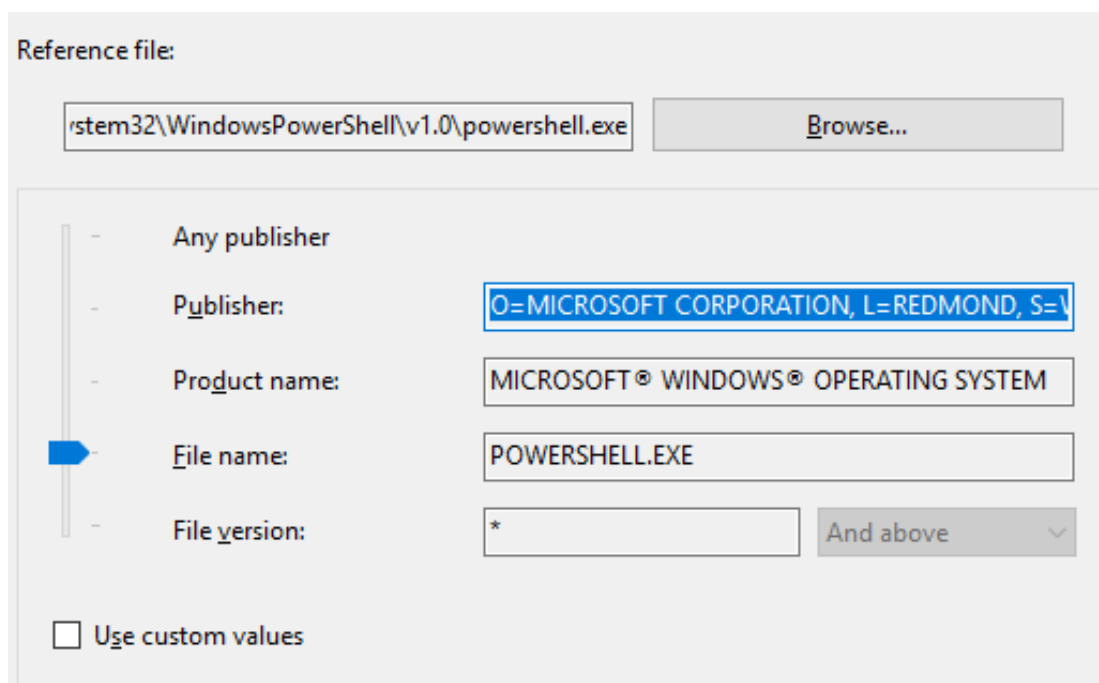 Reference file:
stem32\WindowsPowerShell\v1.0\powershell.exe Browse...
Any publisher
Publisher: O=MICROSOFT CORPORATION, L=REDMOND, S=
Product name: MICROSOFT® WINDOWS® OPERATING SYSTEM
File name: POWERSHELL.EXE
File version: * And above
Use custom values